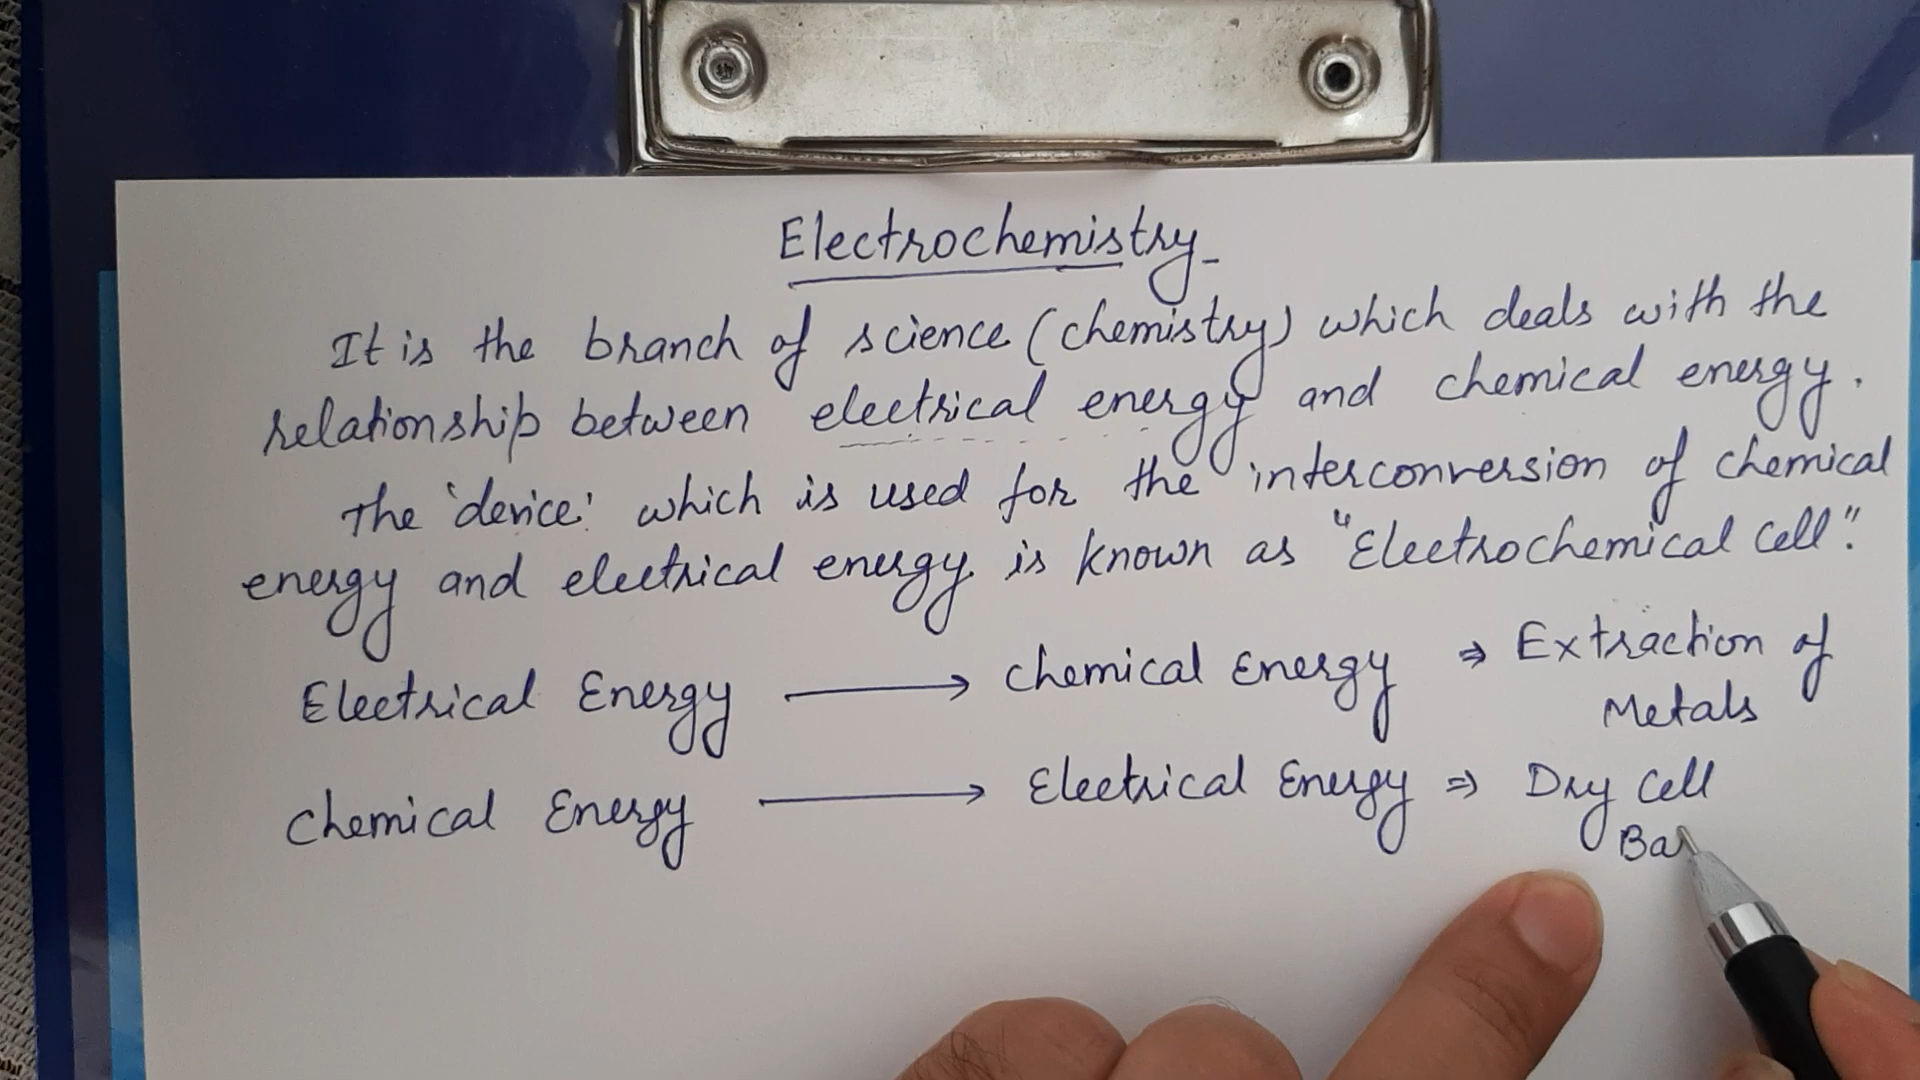 Electrochemistry-
It is the branch of science (chemistry) which deals with the
relationship between electrical energy and chemical energy.
The 'device' which is used for the interconversion of chemical
energy and electrical energy is known as "Electrochemical Cell".
Electrical Energy → Chemical Energy ⇒ Extraction of
Metals
Chemical Energy → Electrical Energy ⇒ Dry Cell
Ba